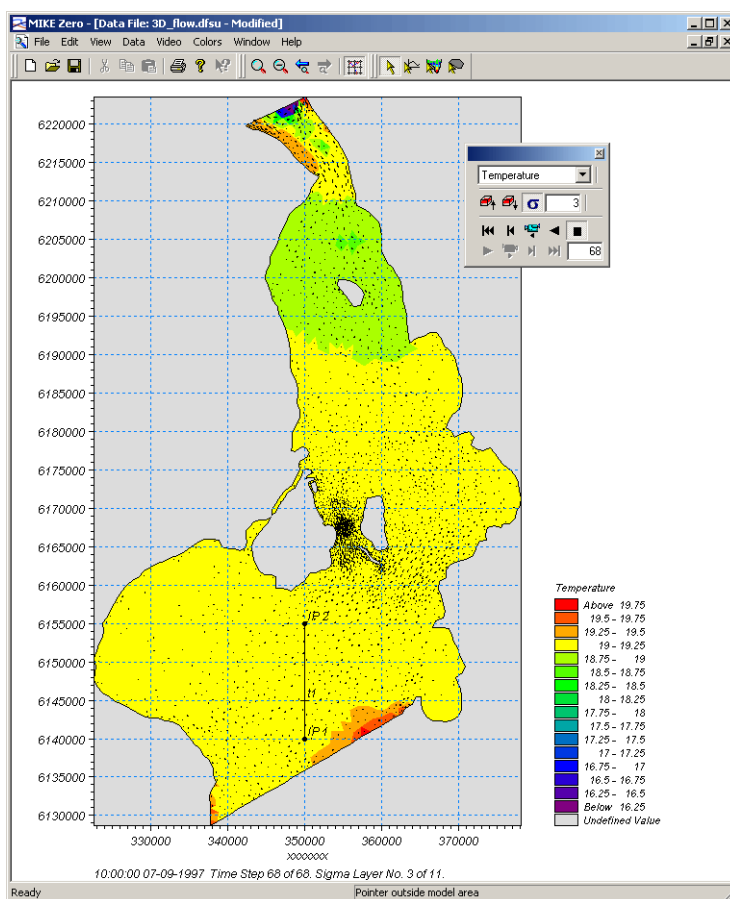 MIKE Zero - [Data File: 3D_flow.dfsu - Modified]
File Edit View Data Video Colors Window Help
Temperature
3
68
6220000
6215000
6210000
6205000
6200000
6195000
6190000
6185000
6180000
6175000
6170000
6165000
6160000
6155000
6150000
6145000
6140000
6135000
6130000
IP2
t1
IP1
330000 340000 350000 360000 370000
xxxxxxx
Temperature
Above 19.75
19.5 - 19.75
19.25 - 19.5
19 - 19.25
18.75 - 19
18.5 - 18.75
18.25 - 18.5
18 - 18.25
17.75 - 18
17.5 - 17.75
17.25 - 17.5
17 - 17.25
16.75 - 17
16.5 - 16.75
16.25 - 16.5
Below 16.25
Undefined Value
10:00:00 07-09-1997 Time Step 68 of 68. Sigma Layer No. 3 of 11.
Ready Pointer outside model area